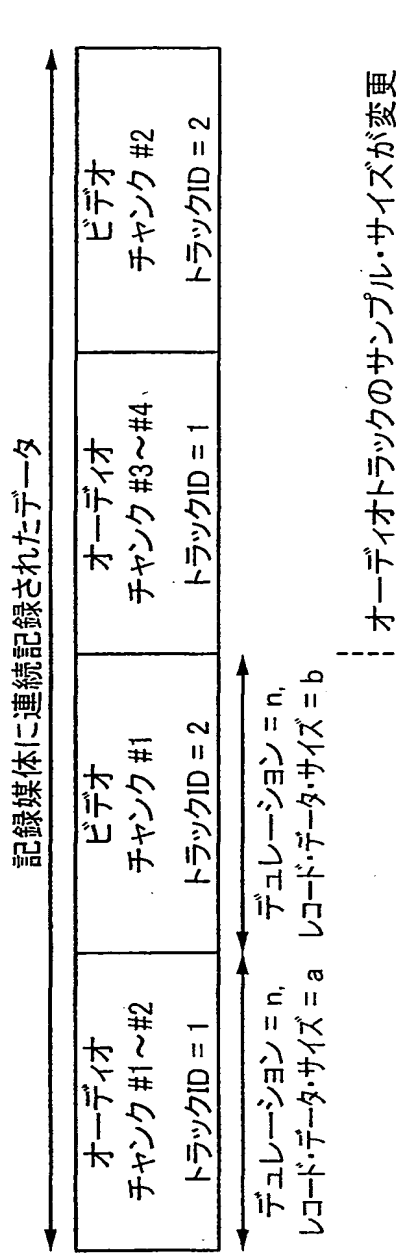 記録媒体に連続記録されたデータ
オーディオ
チャンク #1～#2
トラックID = 1
ビデオ
チャンク #1
トラックID = 2
オーディオ
チャンク #3～#4
トラックID = 1
ビデオ
チャンク #2
トラックID = 2
デュレーション = n,
レコード・データ・サイズ = a
デュレーション = n,
レコード・データ・サイズ = b
オーディオトラックのサンプル・サイズが変更